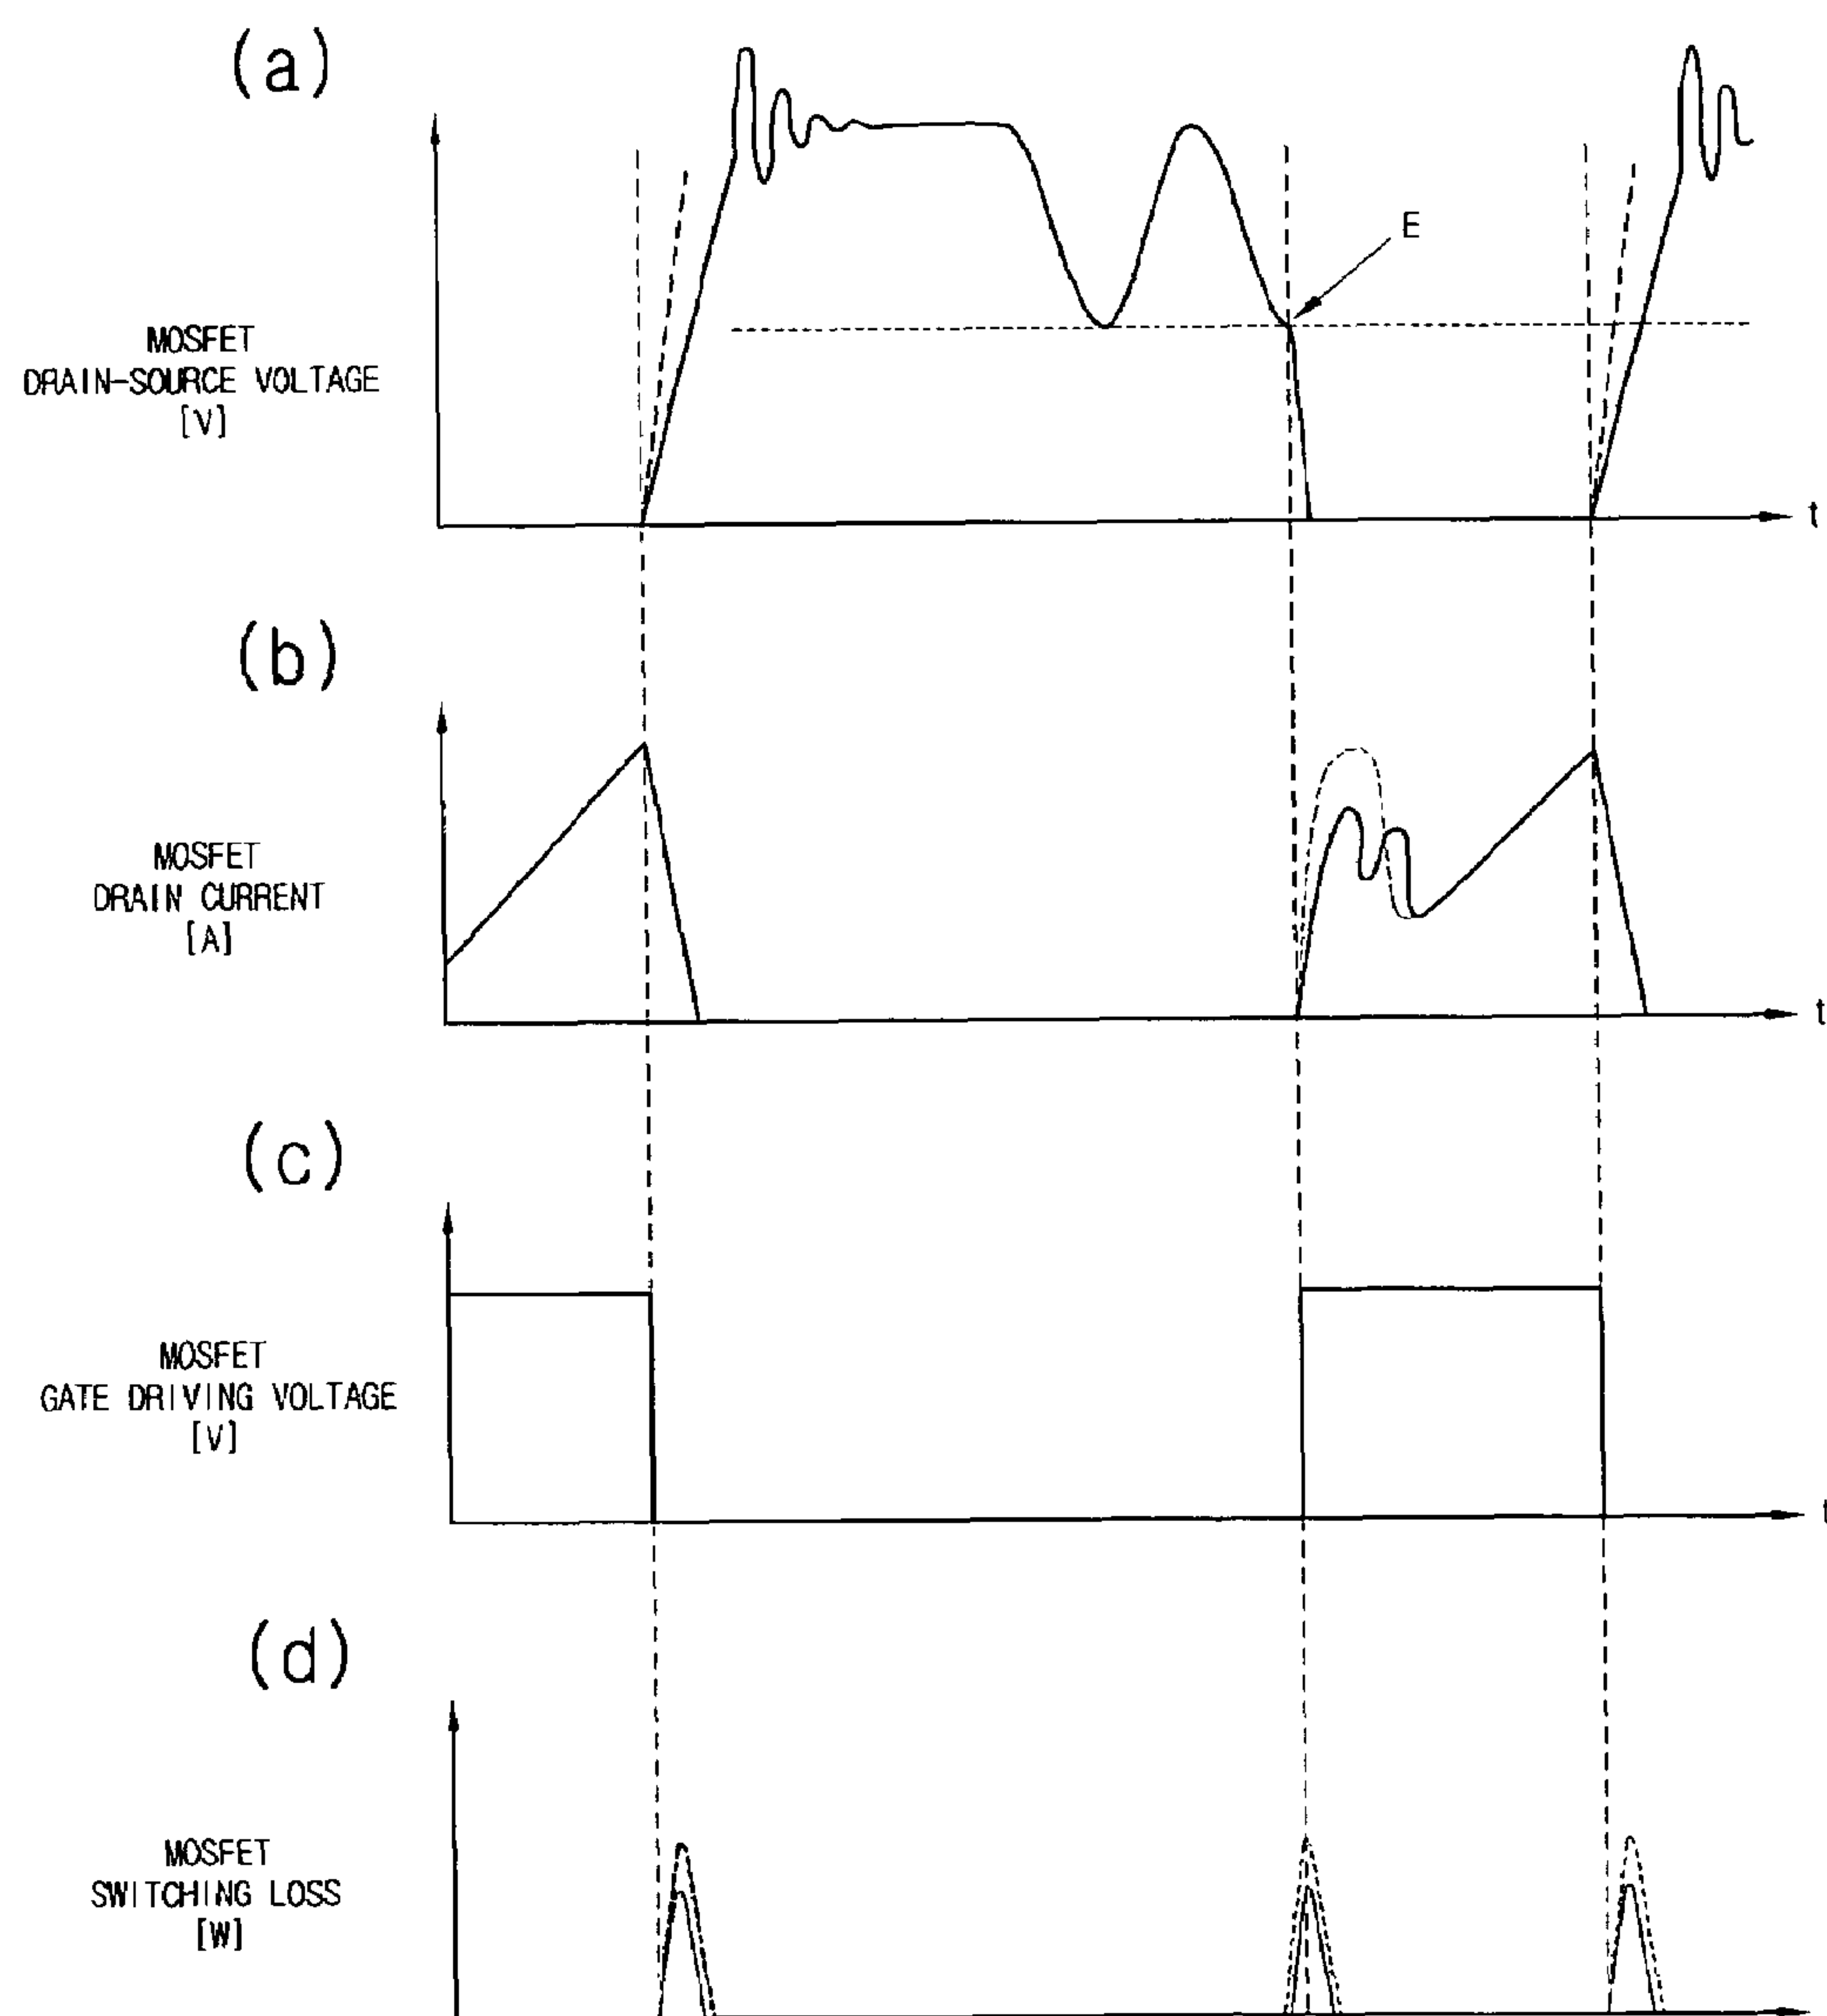 (a)
E
MOSFET
DRAIN-SOURCE VOLTAGE
[V]
t
(b)
MOSFET
DRAIN CURRENT
[A]
t
(c)
MOSFET
GATE DRIVING VOLTAGE
[V]
t
(d)
MOSFET
SWITCHING LOSS
[W]